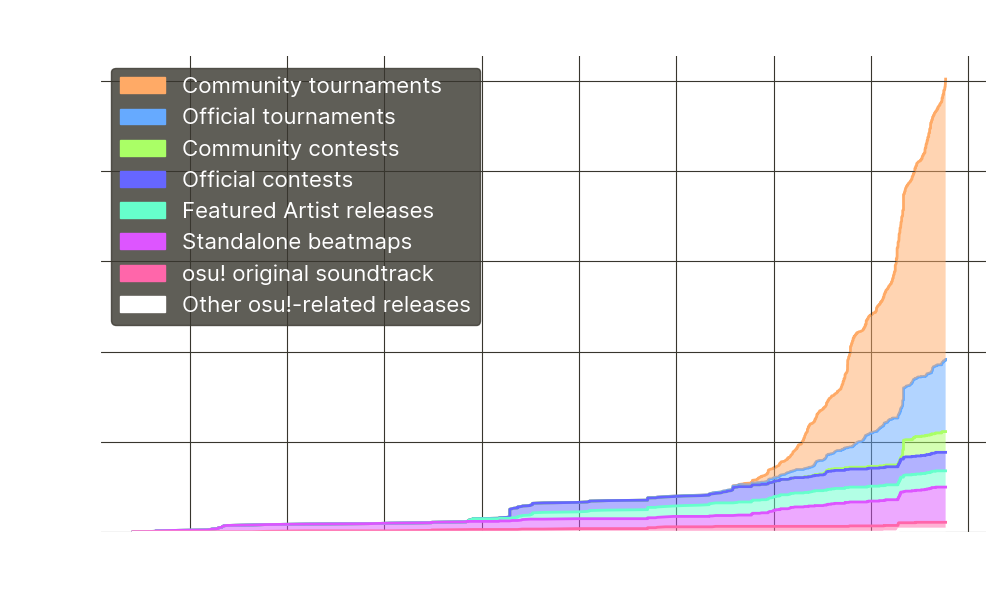 Community tournaments
Official tournaments
Community contests
Official contests
Featured Artist releases
Standalone beatmaps
osu! original soundtrack
Other osu!-related releases